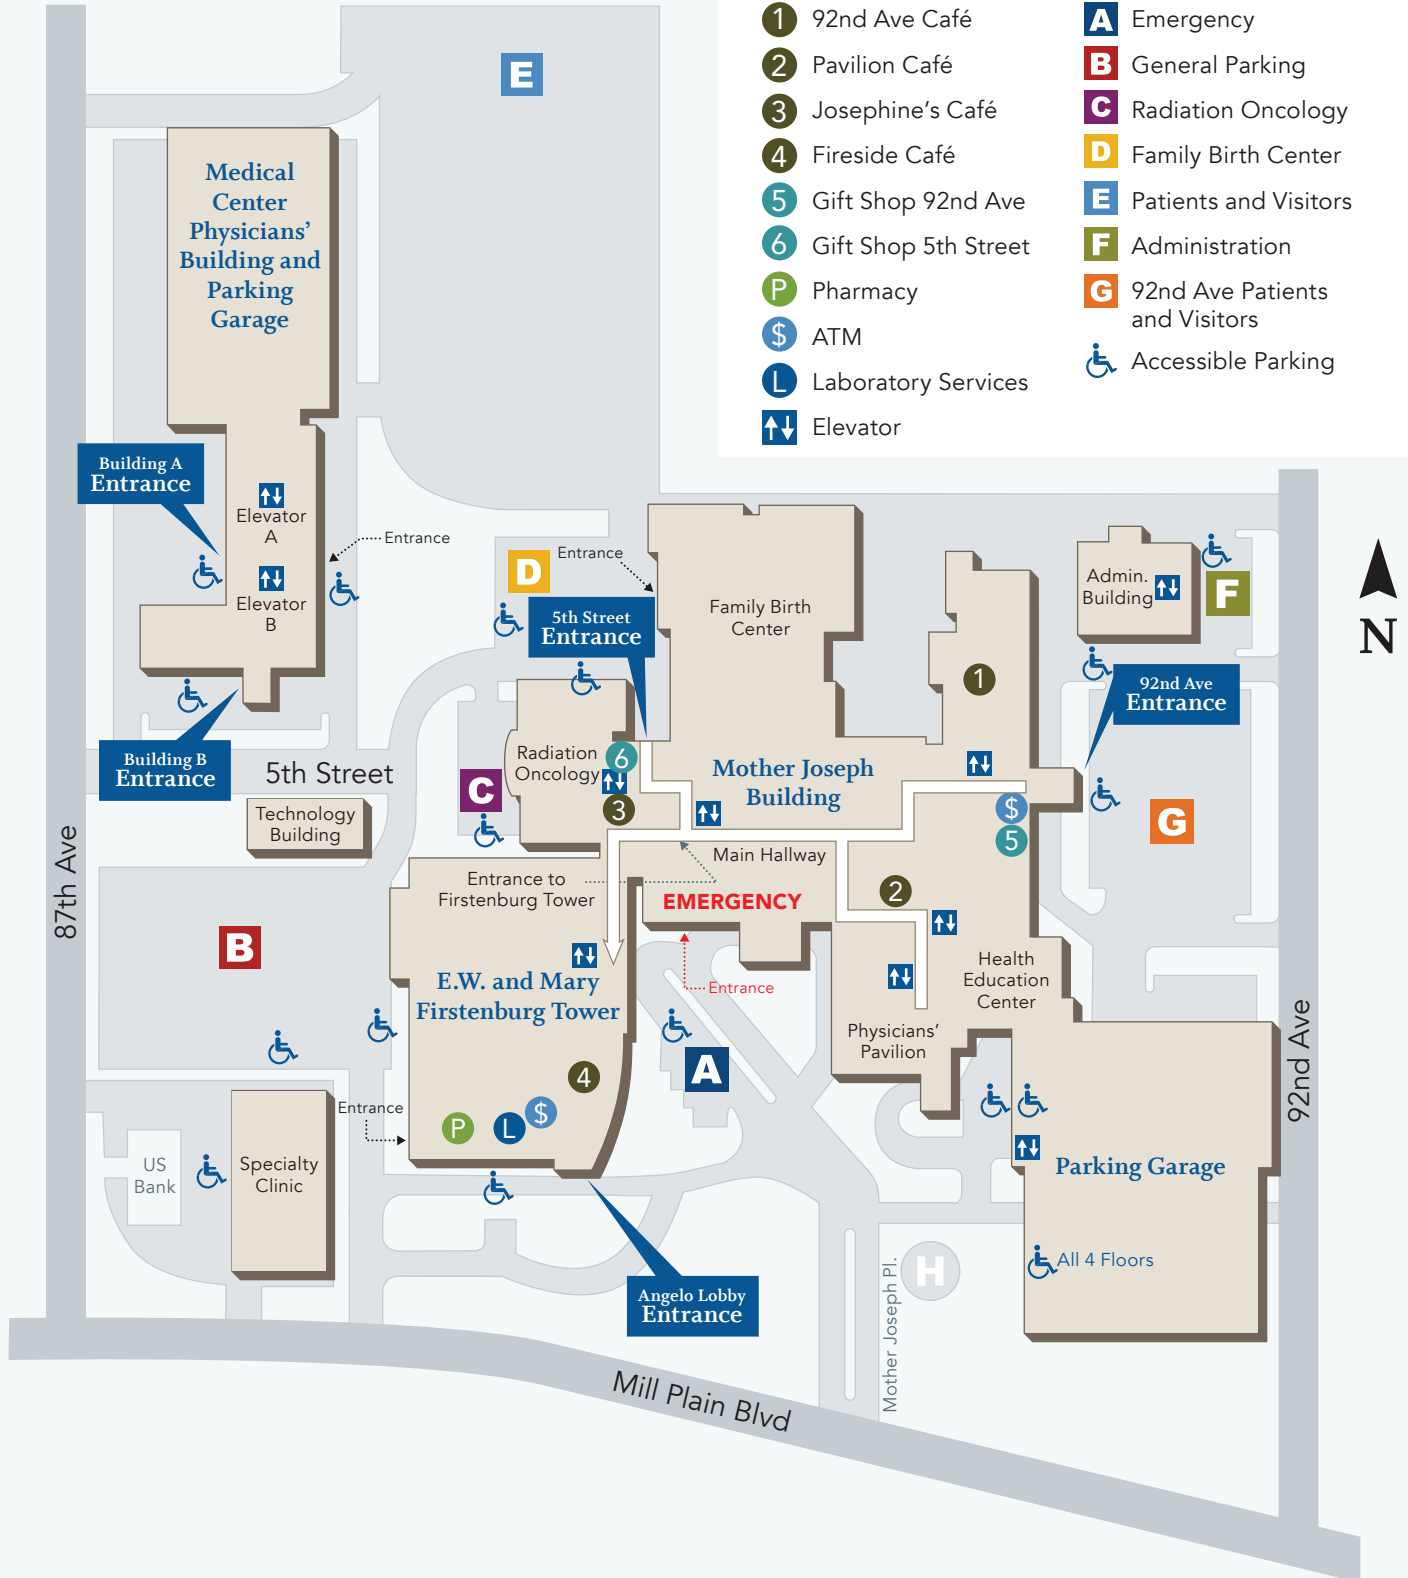 1 92nd Ave Café
2 Pavilion Café
3 Josephine’s Café
4 Fireside Café
5 Gift Shop 92nd Ave
6 Gift Shop 5th Street
P Pharmacy
$ ATM
L Laboratory Services
Elevator
A Emergency
B General Parking
C Radiation Oncology
D Family Birth Center
E Patients and Visitors
F Administration
G 92nd Ave Patients
and Visitors
Accessible Parking
E
Medical
Center
Physicians’
Building and
Parking
Garage
Building A
Entrance
Elevator
A
Elevator
B
Entrance
Building B
Entrance
5th Street
Technology
Building
87th Ave
B
D
Entrance
5th Street
Entrance
Family Birth
Center
Radiation
Oncology
6
3
C
Mother Joseph
Building
1
Admin.
Building
F
N
92nd Ave
Entrance
G
$
5
Main Hallway
Entrance to
Firstenburg Tower
EMERGENCY
2
Entrance
E.W. and Mary
Firstenburg Tower
Health
Education
Center
Physicians’
Pavilion
A
4
Entrance
P
L
$
US
Bank
Specialty
Clinic
Parking Garage
All 4 Floors
92nd Ave
H
Mother Joseph Pl.
Angelo Lobby
Entrance
Mill Plain Blvd